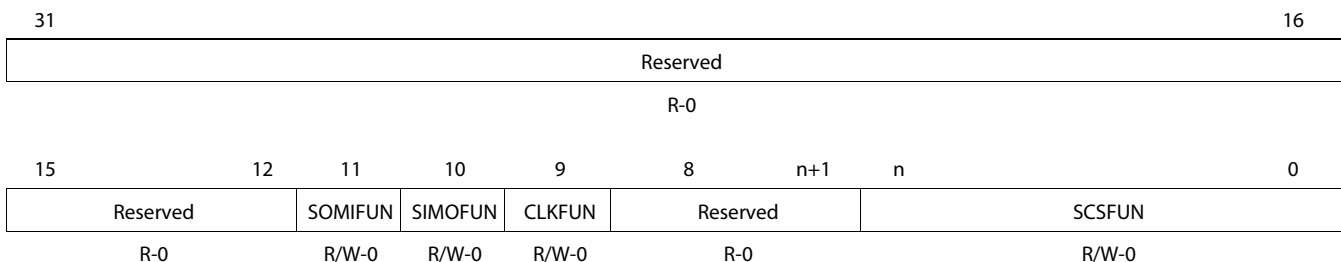 31 16
Reserved
R-0
15 12 11 10 9 8 n+1 n 0
Reserved SOMIFUN SIMOFUN CLKFUN Reserved SCSFUN
R-0 R/W-0 R/W-0 R/W-0 R-0 R/W-0